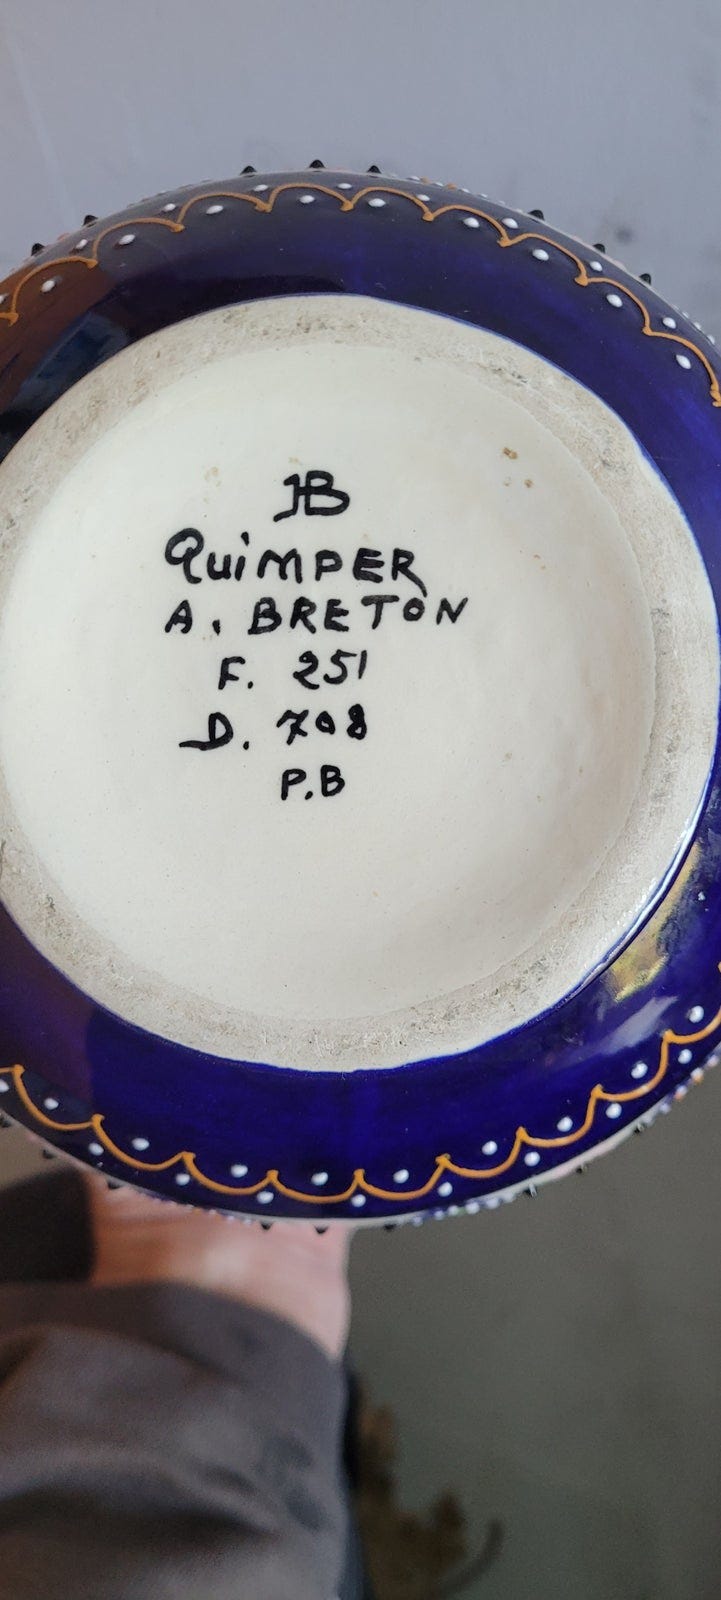 HB
QUiMPER
A. BRETON
F. 251
D. 708
P.B